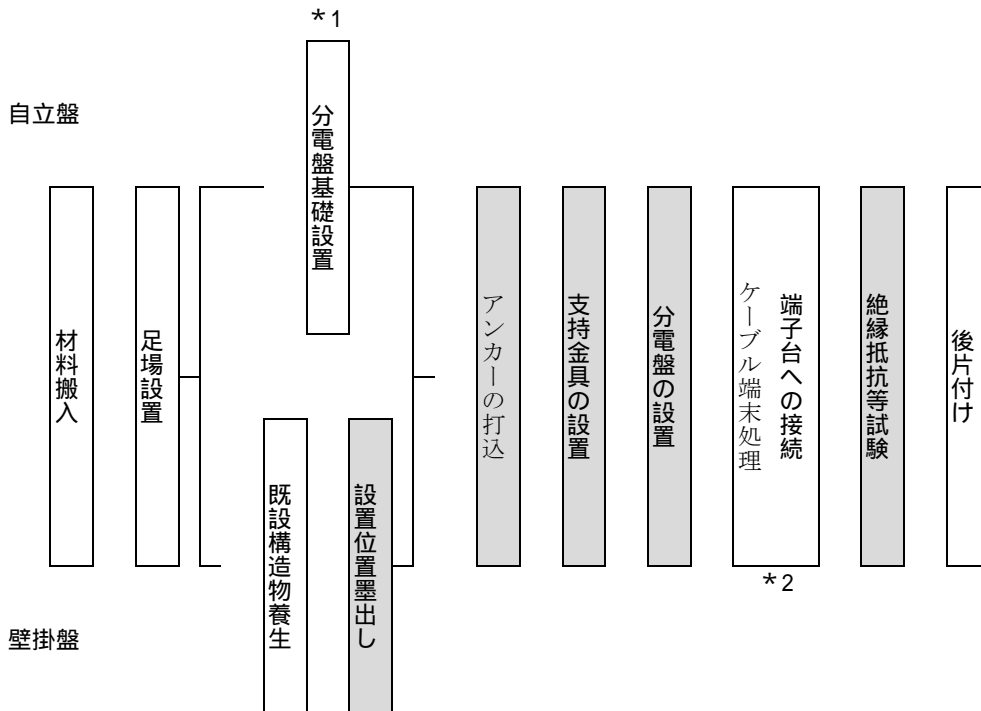 *1
自立盤
分電盤基礎設置
材料搬入
足場設置
既設構造物養生
設置位置墨出し
アンカーの打込
支持金具の設置
分電盤の設置
ケーブル端末処理
端子台への接続
*2
絶縁抵抗等試験
後片付け
壁掛盤